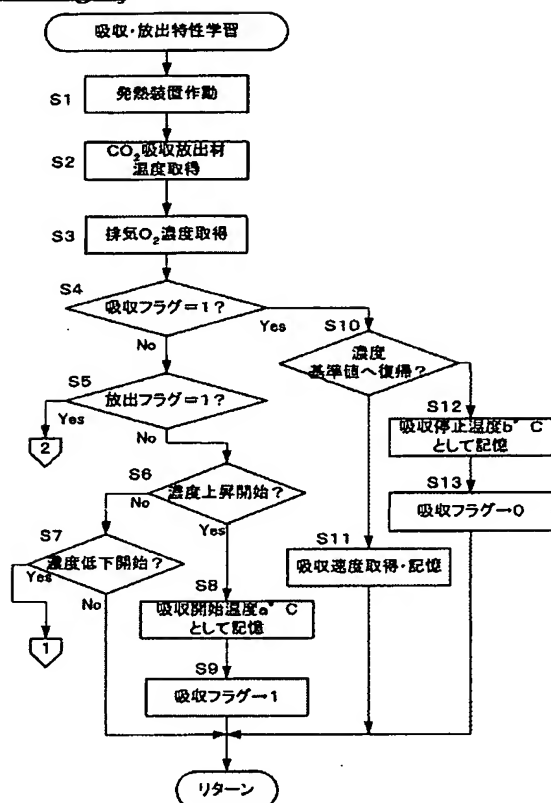 吸収・放出特性学習
S1
発熱装置作動
S2
CO₂吸収放出材
温度取得
S3
排気O₂濃度取得
S4
吸収フラグ=1?
Yes
No
S10
濃度
基準値へ復帰?
S5
放出フラグ=1?
Yes
No
2
S12
吸収停止温度b°C
として記憶
S6
濃度上昇開始?
No
Yes
S13
吸収フラグ→0
S7
濃度低下開始?
Yes
No
1
S11
吸収速度取得・記憶
S8
吸収開始温度a°C
として記憶
S9
吸収フラグ→1
リターン